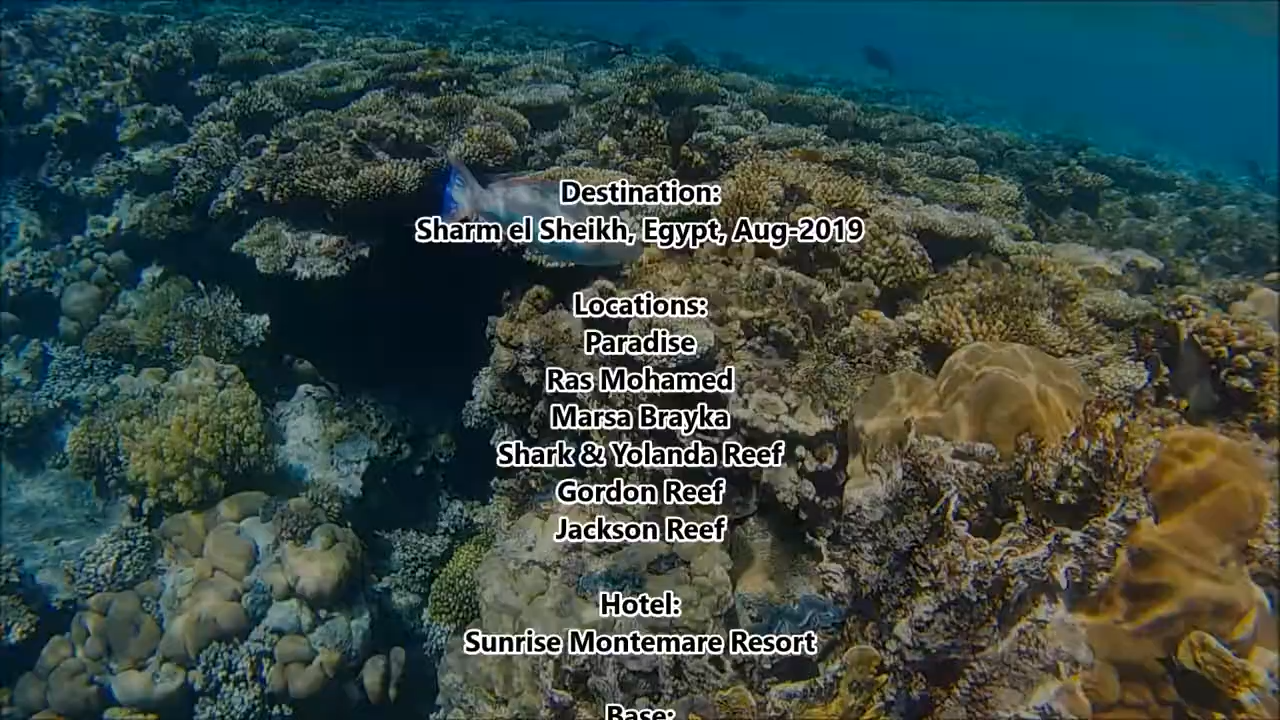 Destination:
Sharm el Sheikh, Egypt, Aug-2019
Locations:
Paradise
Ras Mohamed
Marsa Brayka
Shark & Yolanda Reef
Gordon Reef
Jackson Reef
Hotel:
Sunrise Montemare Resort
Base: